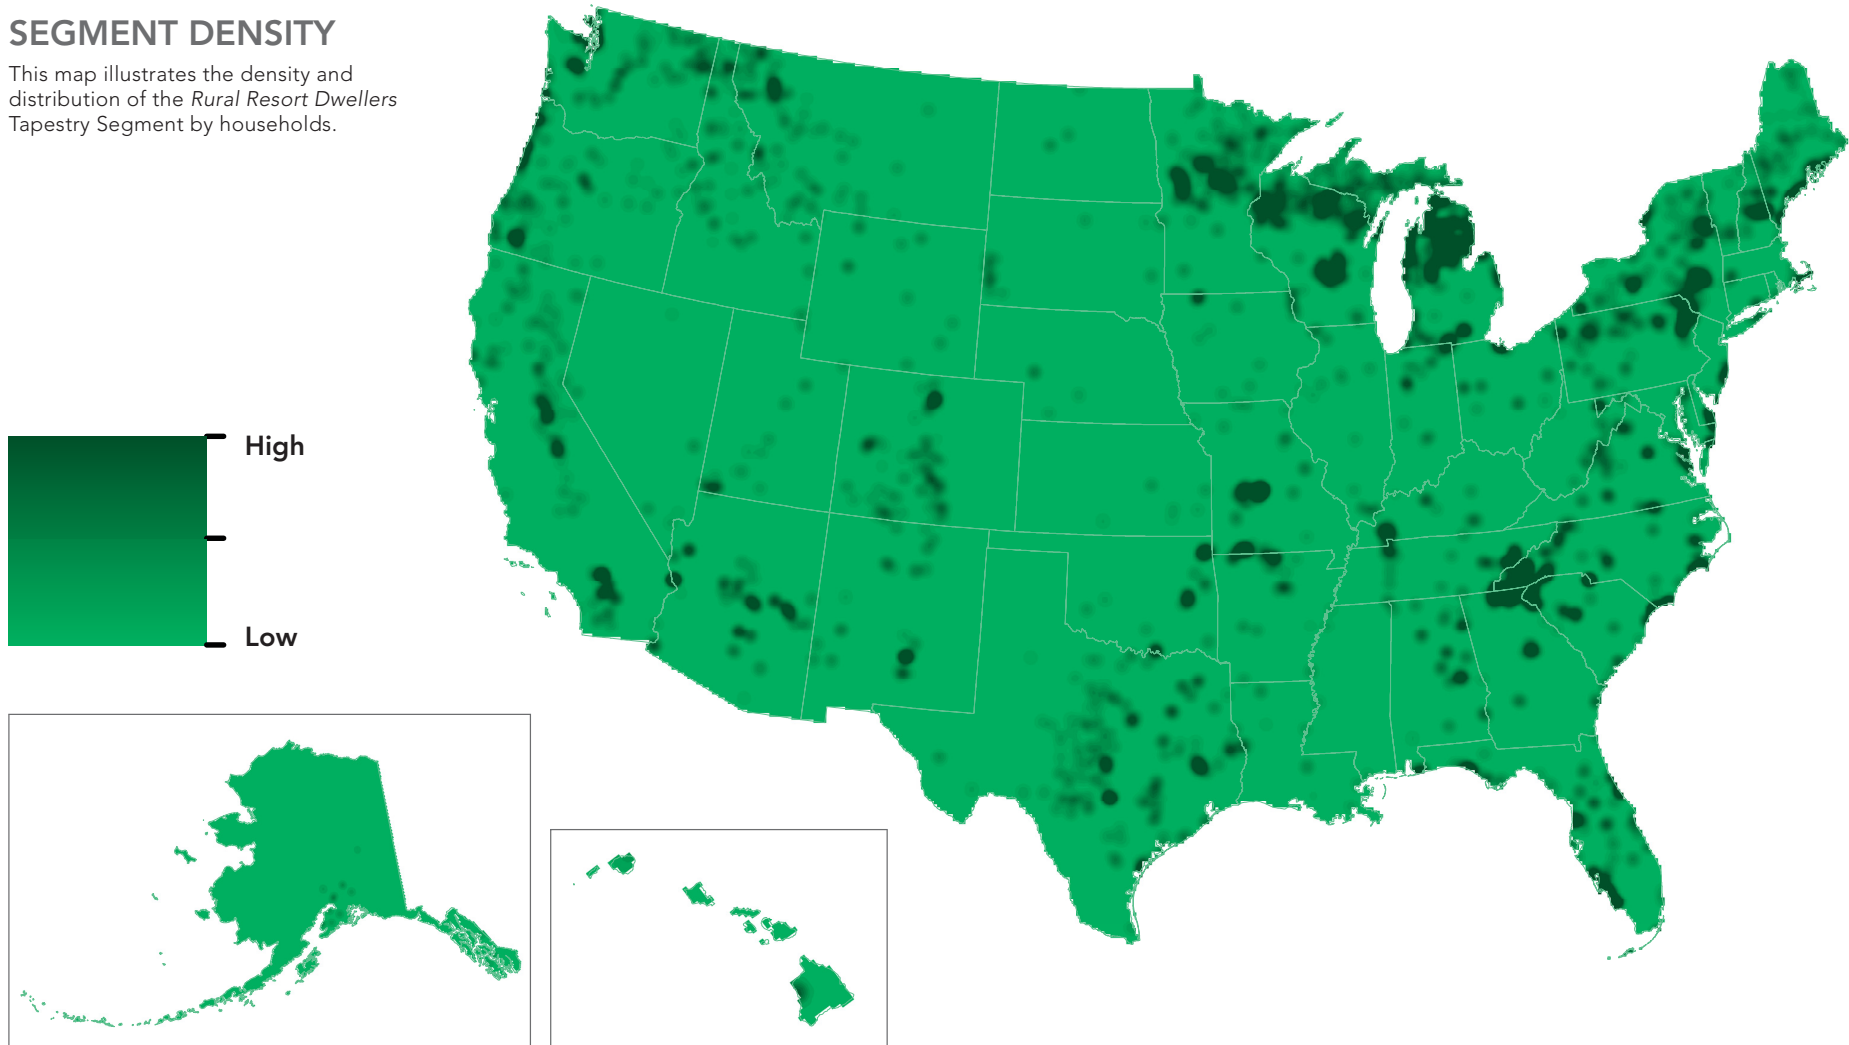 SEGMENT DENSITY
This map illustrates the density and
distribution of the Rural Resort Dwellers
Tapestry Segment by households.
High
Low